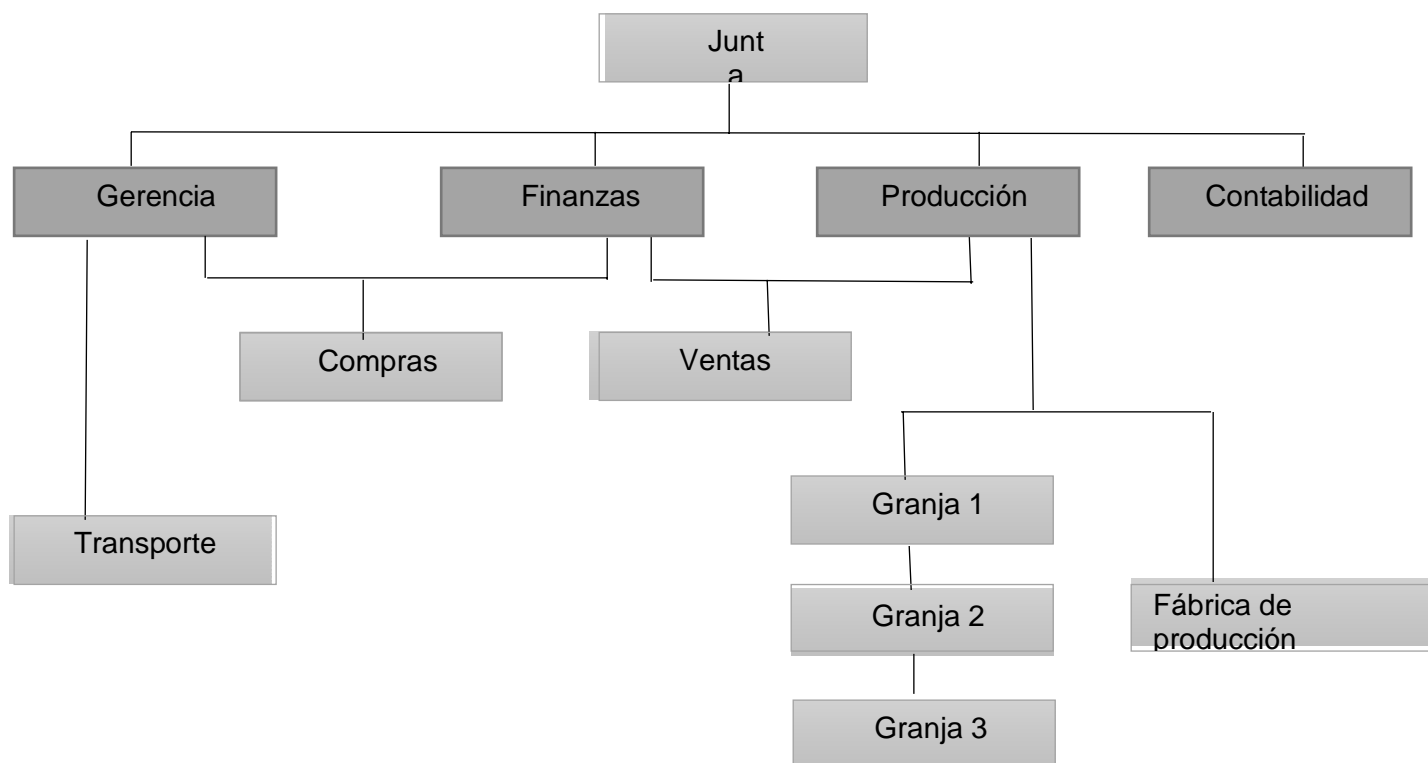 Junt
a
Gerencia
Finanzas
Producción
Contabilidad
Compras
Ventas
Granja 1
Transporte
Granja 2
Fábrica de
producción
Granja 3